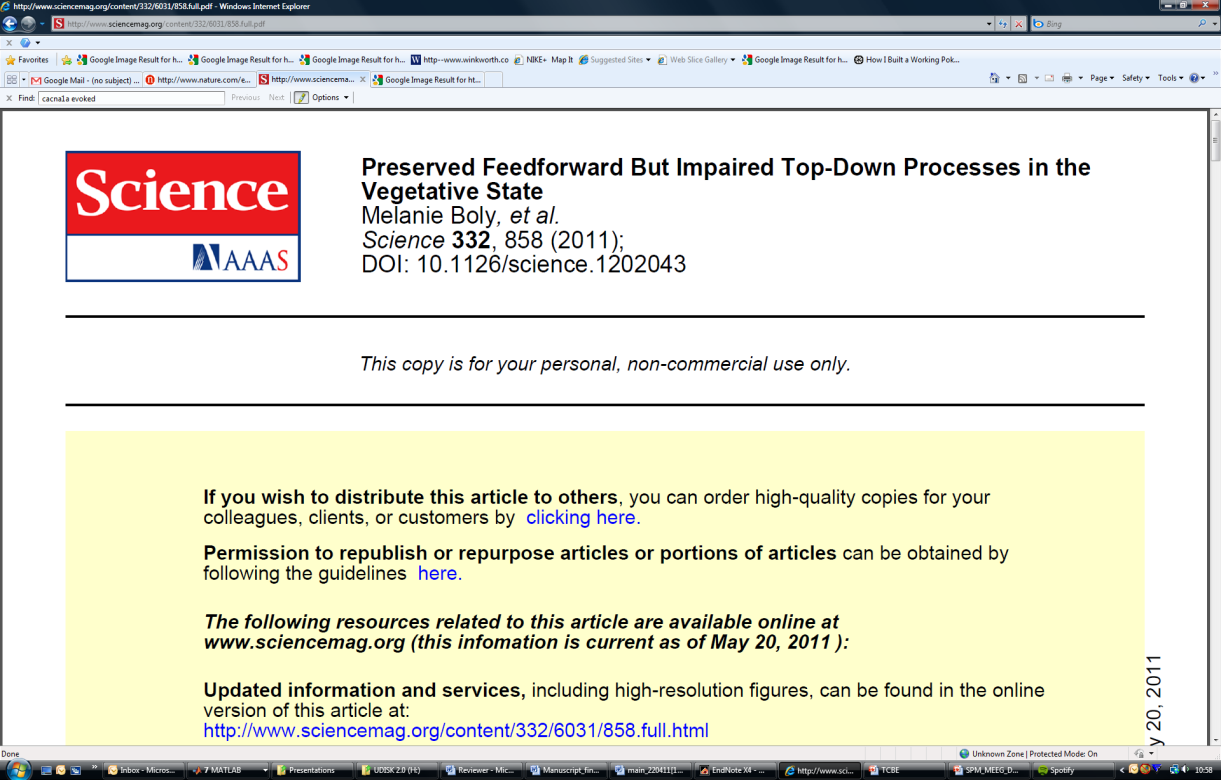 http://www.sciencemag.org/content/332/6031/858.full.pdf - Windows Internet Explorer
http://www.sciencemag.org/content/332/6031/858.full.pdf
Bing
Favorites Google Image Result for h... Google Image Result for h... Google Image Result for h... http--www.winkworth.co NIKE+ Map It Suggested Sites Web Slice Gallery Google Image Result for h... How I Built a Working Pok...
Google Mail - (no subject) ... http://www.nature.com/e... http://www.sciencema... Google Image Result for ht... Page Safety Tools
Find: cacna1a evoked Previous Next Options
Science
AAAS
Preserved Feedforward But Impaired Top-Down Processes in the
Vegetative State
Melanie Boly, et al.
Science 332, 858 (2011);
DOI: 10.1126/science.1202043
This copy is for your personal, non-commercial use only.
If you wish to distribute this article to others, you can order high-quality copies for your
colleagues, clients, or customers by clicking here.
Permission to republish or repurpose articles or portions of articles can be obtained by
following the guidelines here.
The following resources related to this article are available online at
www.sciencemag.org (this infomation is current as of May 20, 2011 ):
Updated information and services, including high-resolution figures, can be found in the online
version of this article at:
http://www.sciencemag.org/content/332/6031/858.full.html
y 20, 2011
Done Unknown Zone | Protected Mode: On
Inbox - Micros... 7 MATLAB Presentations UDISK 2.0 (H:) Reviewer - Mic... Manuscript_fin... main_220411[1... EndNote X4 - ... http://www.sci... TCBE SPM_MEEG_D... Spotify 10:58